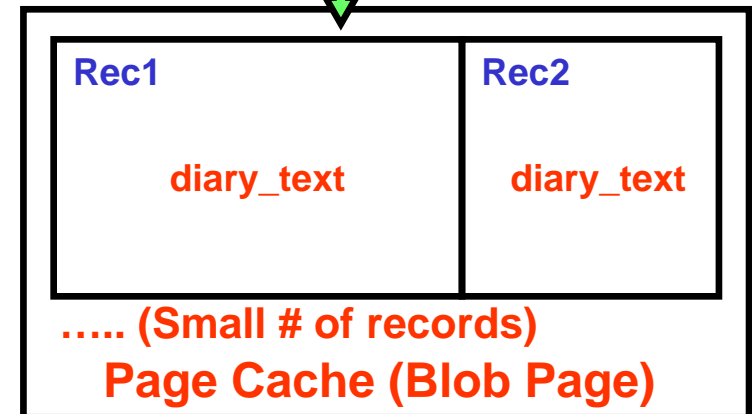 Rec1 Rec2
diary_text diary_text
….. (Small # of records)
Page Cache (Blob Page)